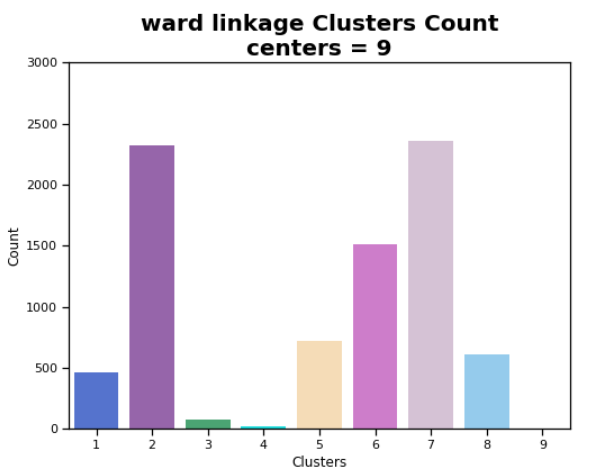 ward linkage Clusters Count
centers = 9
3000
2500
2000
1500
1000
500
0
Count
1 2 3 4 5 6 7 8 9
Clusters